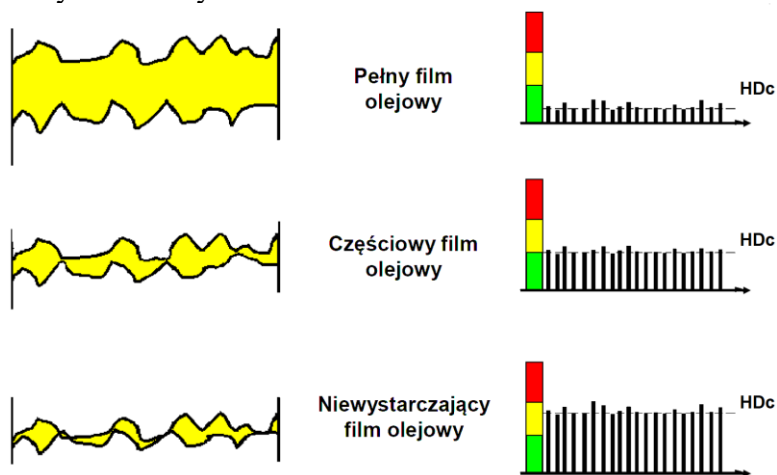 Pełny film
olejowy
HDc
Częściowy film
olejowy
HDc
Niewystarczający
film olejowy
HDc